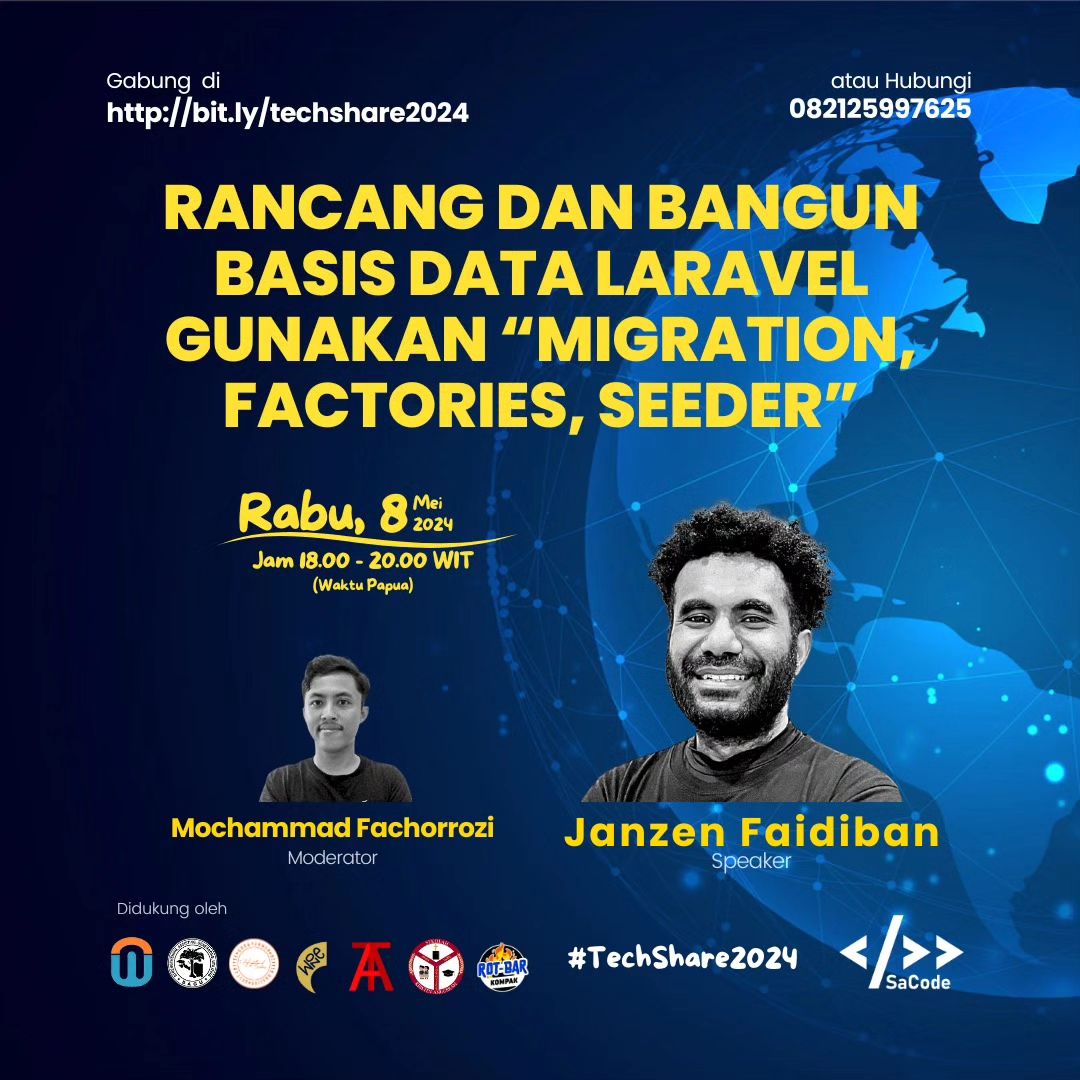 Gabung di
http://bit.ly/techshare2024
atau Hubungi
082125997625
RANCANG DAN BANGUN
BASIS DATA LARAVEL
GUNAKAN “MIGRATION,
FACTORIES, SEEDER”
Rabu, 8 Mei 2024
Jam 18.00 - 20.00 WIT
(Waktu Papua)
Mochammad Fachorrozi
Moderator
Janzen Faidiban
Speaker
Didukung oleh
ROT-BAR
KOMPAK
#TechShare2024
</>>
SaCode